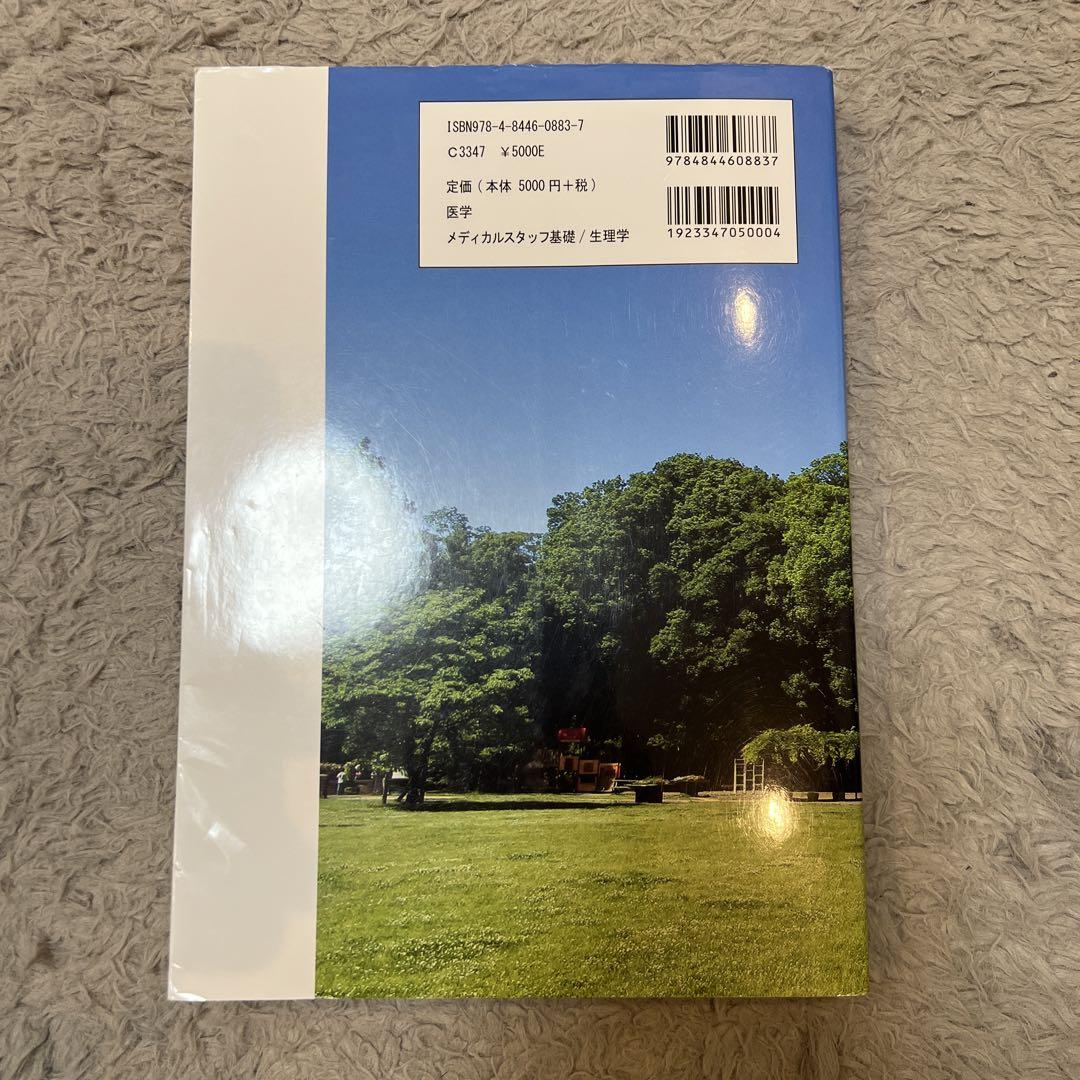 ISBN978-4-8446-0883-7
C3347 ¥5000E
定価(本体 5000円+税)
医学
メディカルスタッフ基礎/生理学
9784844608837
1923347050004